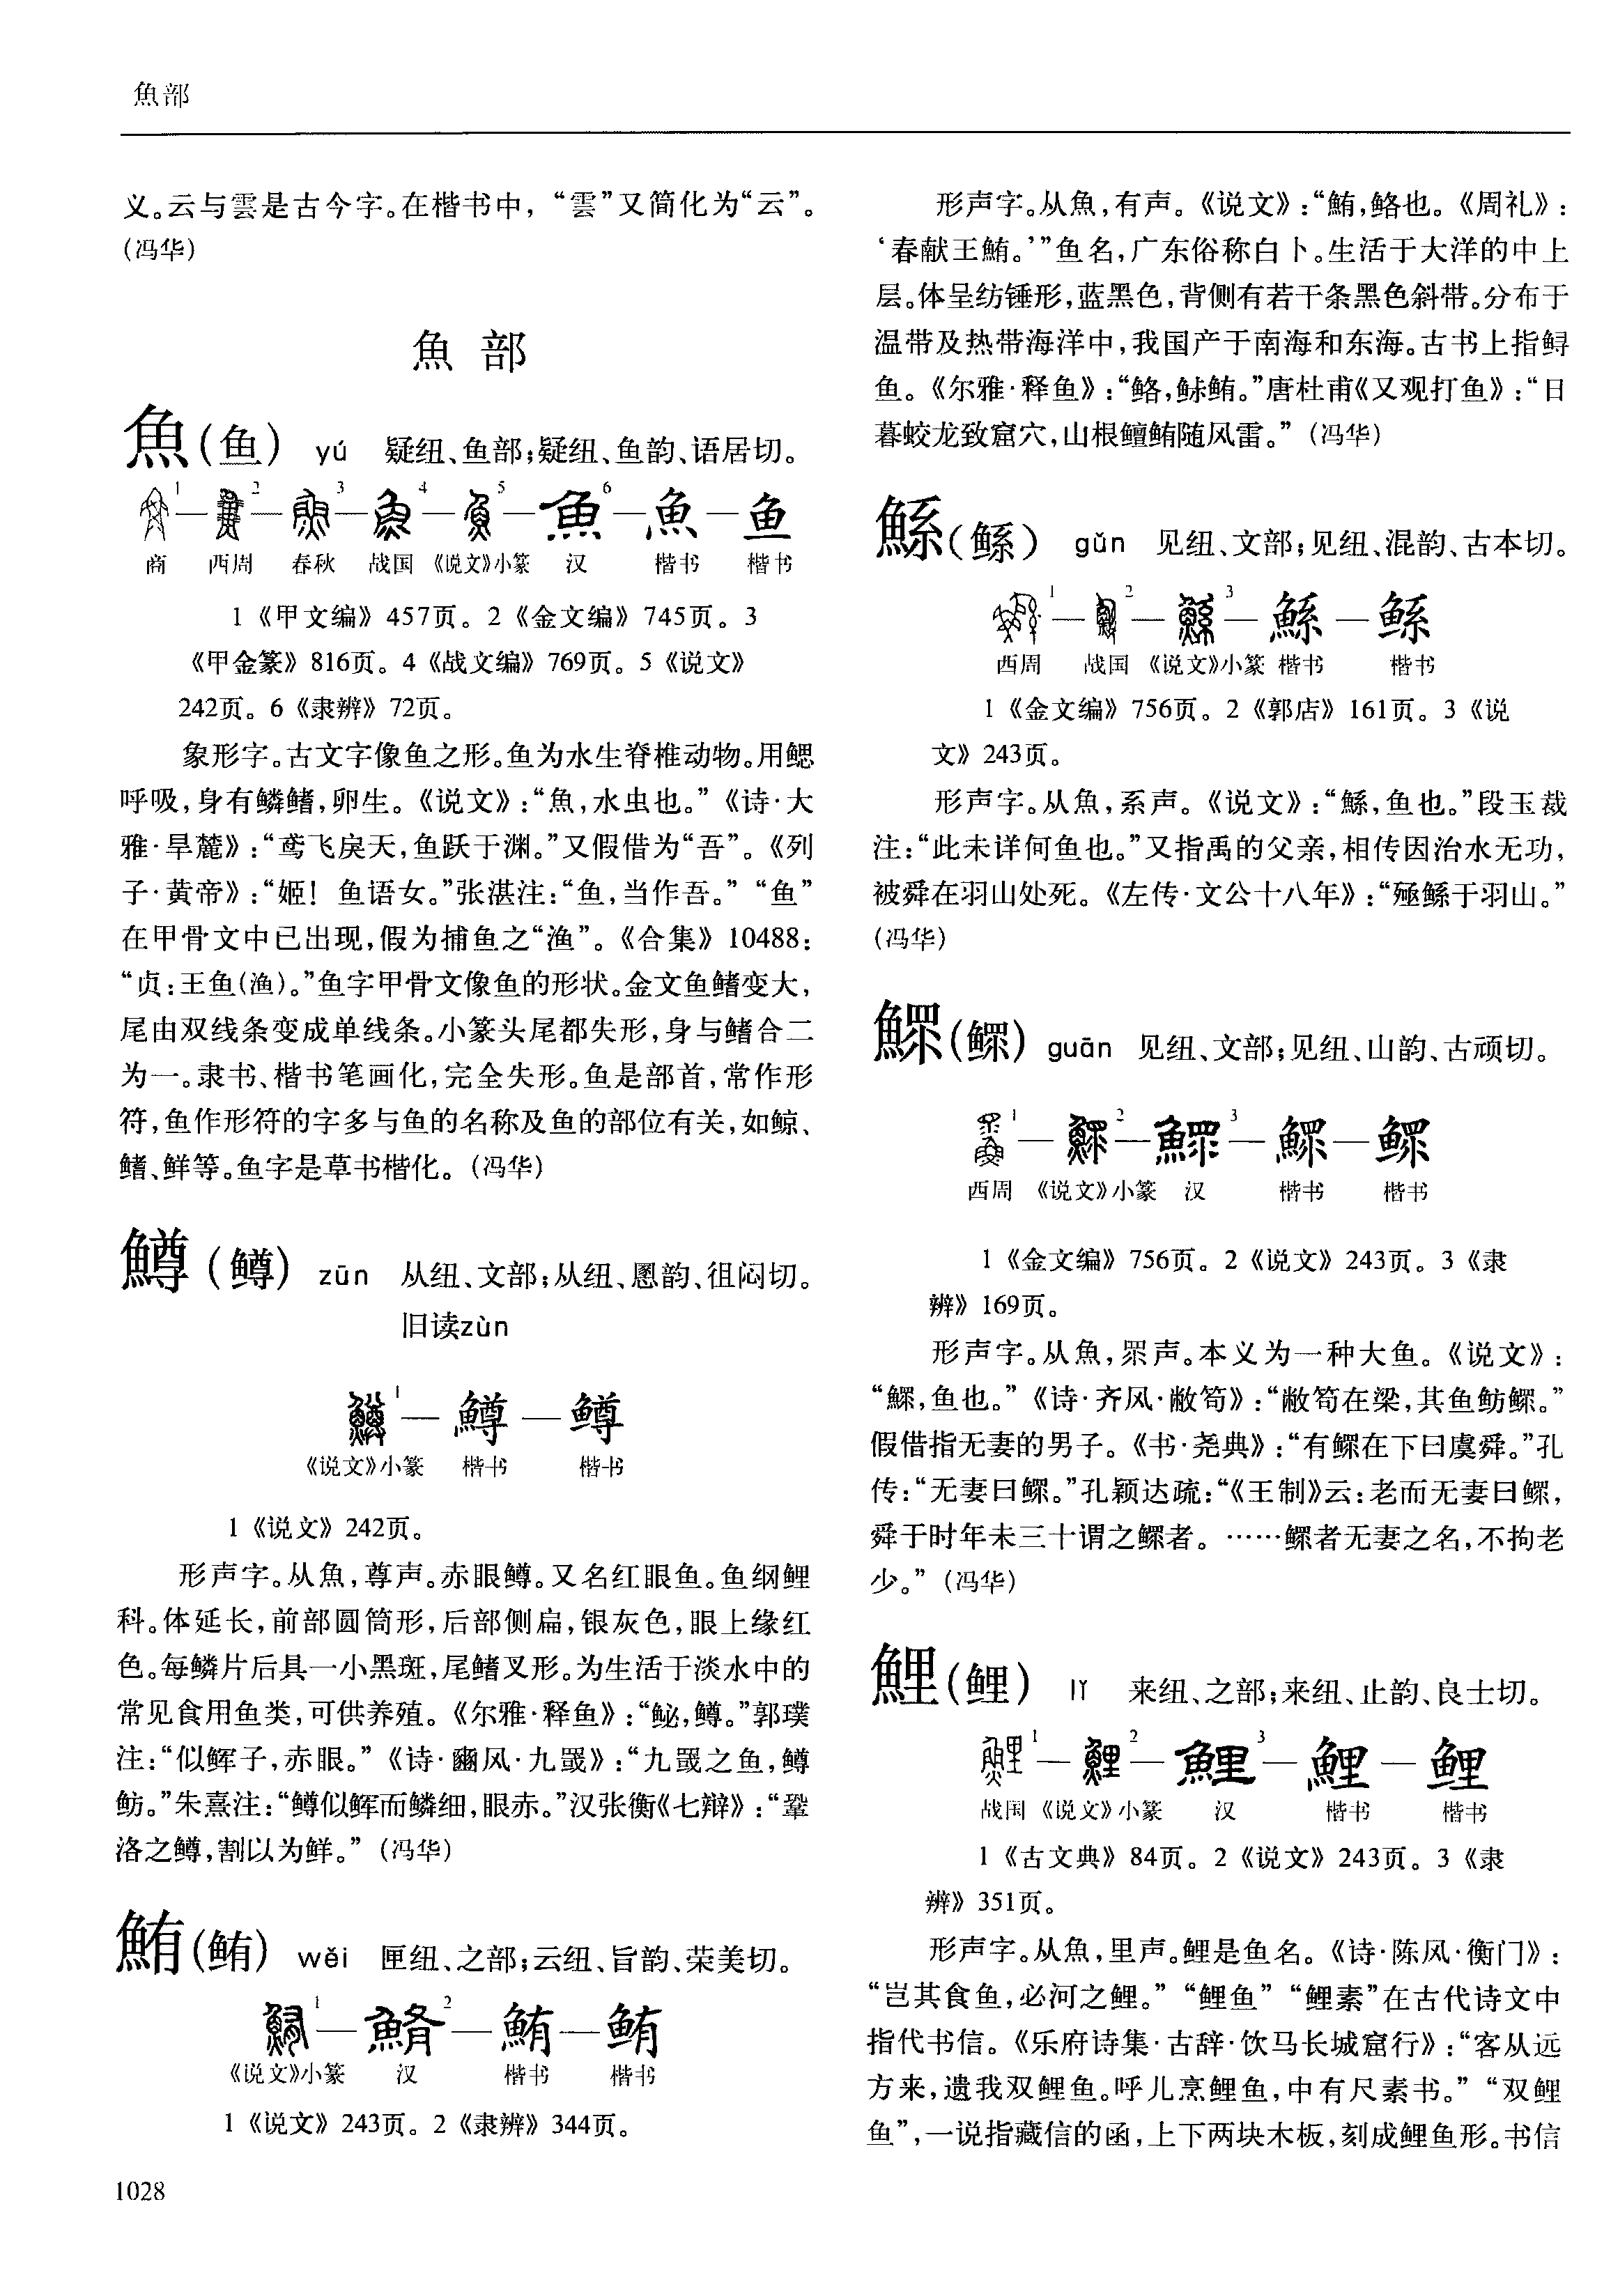 魚部
义。云与雲是古今字。在楷书中，“雲”又简化为“云”。
（冯华）
魚 部
魚（鱼） yú 疑纽、鱼部；疑纽、鱼韵、语居切。
1 — 2 — 3 — 4 — 5 — 魚6 — 魚 — 鱼
商 西周 春秋 战国 《说文》小篆 汉 楷书 楷书
1《甲文编》457页。2《金文编》745页。3
《甲金篆》816页。4《战文编》769页。5《说文》
242页。6《隶辨》72页。
象形字。古文字像鱼之形。鱼为水生脊椎动物。用鳃
呼吸，身有鳞鳍，卵生。《说文》：“魚，水虫也。”《诗·大
雅·旱麓》：“鸢飞戾天，鱼跃于渊。”又假借为“吾”。《列
子·黄帝》：“姬！鱼语女。”张湛注：“鱼，当作吾。”“鱼”
在甲骨文中已出现，假为捕鱼之“渔”。《合集》10488：
“贞：王鱼（渔）。”鱼字甲骨文像鱼的形状。金文鱼鳍变大，
尾由双线条变成单线条。小篆头尾都失形，身与鳍合二
为一。隶书、楷书笔画化，完全失形。鱼是部首，常作形
符，鱼作形符的字多与鱼的名称及鱼的部位有关，如鲸、
鳍、鲜等。鱼字是草书楷化。（冯华）
鱒（鳟） zūn 从纽、文部；从纽、慁韵、徂闷切。
旧读zùn
1 — 鱒 — 鳟
《说文》小篆 楷书 楷书
1《说文》242页。
形声字。从魚，尊声。赤眼鳟。又名红眼鱼。鱼纲鲤
科。体延长，前部圆筒形，后部侧扁，银灰色，眼上缘红
色。每鳞片后具一小黑斑，尾鳍叉形。为生活于淡水中的
常见食用鱼类，可供养殖。《尔雅·释鱼》：“鮅，鳟。”郭璞
注：“似鲜子，赤眼。”《诗·豳风·九罭》：“九罭之鱼，鳟
鲂。”朱熹注：“鳟似鲜而鳞细，眼赤。”汉张衡《七辩》：“鞏
洛之鳟，割以为鲜。”（冯华）
鮪（鲔） wěi 匣纽、之部；云纽、旨韵、荣美切。
1 — 2 — 鮪 — 鲔
《说文》小篆 汉 楷书 楷书
1《说文》243页。2《隶辨》344页。
形声字。从魚，有声。《说文》：“鮪，鮥也。《周礼》：
‘春献王鮪。’”鱼名，广东俗称白卜。生活于大洋的中上
层。体呈纺锤形，蓝黑色，背侧有若干条黑色斜带。分布于
温带及热带海洋中，我国产于南海和东海。古书上指鲟
鱼。《尔雅·释鱼》：“鮥，鮛鲔。”唐杜甫《又观打鱼》：“日
暮蛟龙致窟穴，山根鳣鲔随风雷。”（冯华）
鯀（鲧） gǔn 见纽、文部；见纽、混韵、古本切。
1 — 2 — 3 — 鯀 — 鲧
西周 战国 《说文》小篆 楷书 楷书
1《金文编》756页。2《郭店》161页。3《说
文》243页。
形声字。从魚，系声。《说文》：“鯀，鱼也。”段玉裁
注：“此未详何鱼也。”又指禹的父亲，相传因治水无功，
被舜在羽山处死。《左传·文公十八年》：“殛鲧于羽山。”
（冯华）
鰥（鳏） guān 见纽、文部；见纽、山韵、古顽切。
1 — 2 — 鰥3 — 鰥 — 鳏
西周 《说文》小篆 汉 楷书 楷书
1《金文编》756页。2《说文》243页。3《隶
辨》169页。
形声字。从魚，眔声。本义为一种大鱼。《说文》：
“鰥，鱼也。”《诗·齐风·敝笱》：“敝笱在梁，其鱼鲂鳏。”
假借指无妻的男子。《书·尧典》：“有鳏在下曰虞舜。”孔
传：“无妻曰鳏。”孔颖达疏：“《王制》云：老而无妻曰鳏，
舜于时年未三十谓之鳏者。……鳏者无妻之名，不拘老
少。”（冯华）
鯉（鲤） lǐ 来纽、之部；来纽、止韵、良士切。
1 — 2 — 鯉3 — 鯉 — 鲤
战国 《说文》小篆 汉 楷书 楷书
1《古文典》84页。2《说文》243页。3《隶
辨》351页。
形声字。从魚，里声。鲤是鱼名。《诗·陈风·衡门》：
“岂其食鱼，必河之鲤。”“鲤鱼”“鲤素”在古代诗文中
指代书信。《乐府诗集·古辞·饮马长城窟行》：“客从远
方来，遗我双鲤鱼。呼儿烹鲤鱼，中有尺素书。”“双鲤
鱼”，一说指藏信的函，上下两块木板，刻成鲤鱼形。书信
1028